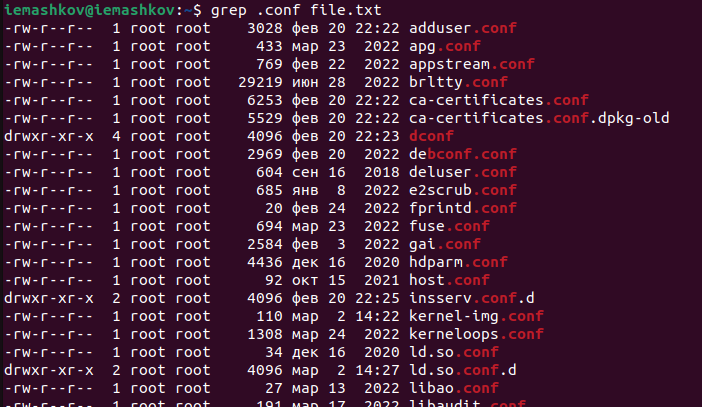 iemashkov@iemashkov:~$ grep .conf file.txt
-rw-r--r--  1 root root    3028 фев 20 22:22 adduser.conf
-rw-r--r--  1 root root     433 мар 23  2022 apg.conf
-rw-r--r--  1 root root     769 фев 22  2022 appstream.conf
-rw-r--r--  1 root root   29219 июн 28  2022 brltty.conf
-rw-r--r--  1 root root    6253 фев 20 22:22 ca-certificates.conf
-rw-r--r--  1 root root    5529 фев 20 22:22 ca-certificates.conf.dpkg-old
drwxr-xr-x  4 root root    4096 фев 20 22:23 dconf
-rw-r--r--  1 root root    2969 фев 20  2022 debconf.conf
-rw-r--r--  1 root root     604 сен 16  2018 deluser.conf
-rw-r--r--  1 root root     685 янв  8  2022 e2scrub.conf
-rw-r--r--  1 root root      20 фев 24  2022 fprintd.conf
-rw-r--r--  1 root root     694 мар 23  2022 fuse.conf
-rw-r--r--  1 root root    2584 фев  3  2022 gai.conf
-rw-r--r--  1 root root    4436 дек 16  2020 hdparm.conf
-rw-r--r--  1 root root      92 окт 15  2021 host.conf
drwxr-xr-x  2 root root    4096 фев 20 22:25 insserv.conf.d
-rw-r--r--  1 root root     110 мар  2 14:22 kernel-img.conf
-rw-r--r--  1 root root    1308 мар 24  2022 kerneloops.conf
-rw-r--r--  1 root root      34 дек 16  2020 ld.so.conf
drwxr-xr-x  2 root root    4096 мар  2 14:27 ld.so.conf.d
-rw-r--r--  1 root root      27 мар 13  2022 libao.conf
-rw-r--r--  1 root root     191 мар 17  2022 libaudit.conf